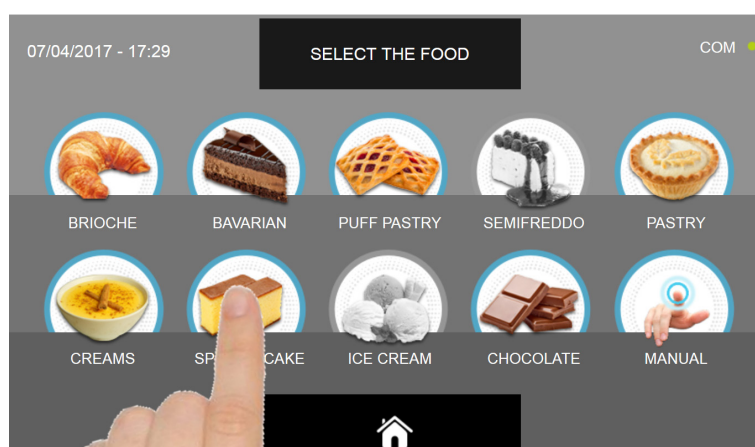 07/04/2017 - 17:29
SELECT THE FOOD
COM
BRIOCHE
BAVARIAN
PUFF PASTRY
SEMIFREDDO
PASTRY
CREAMS
CAKE
ICE CREAM
CHOCOLATE
MANUAL